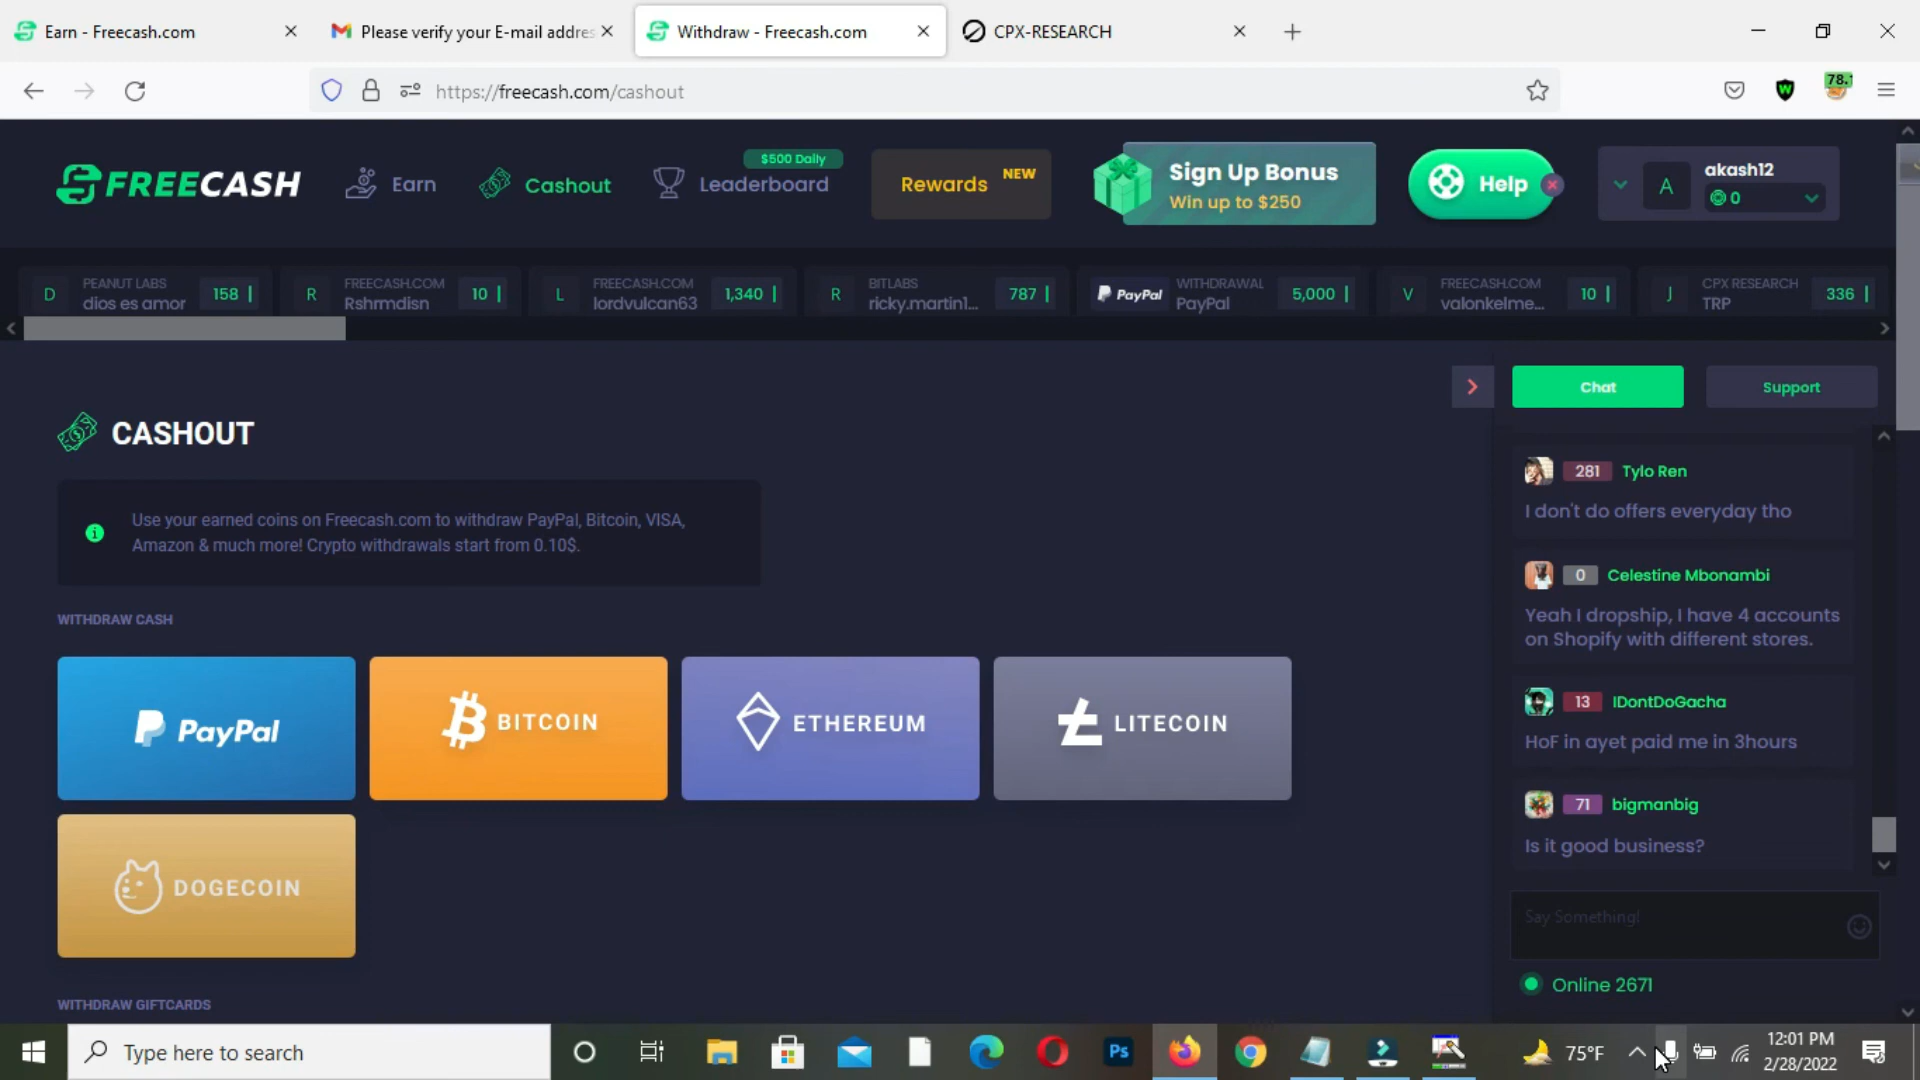 Earn - Freecash.com
Please verify your E-mail addres
Withdraw - Freecash.com
CPX-RESEARCH
https://freecash.com/cashout
78.
FREECASH
Earn
Cashout
$500 Daily
Leaderboard
Rewards NEW
Sign Up Bonus
Win up to $250
Help
A
akash12
0
D PEANUT LABS dios es amor 158
R FREECASH.COM Rshrmdisn 10
L FREECASH.COM lordvulcan63 1,340
R BITLABS ricky.martin1... 787
PayPal WITHDRAWAL PayPal 5,000
V FREECASH.COM valonkelme... 10
J CPX RESEARCH TRP 336
CASHOUT
Use your earned coins on Freecash.com to withdraw PayPal, Bitcoin, VISA,
Amazon & much more! Crypto withdrawals start from 0.10$.
WITHDRAW CASH
PayPal
BITCOIN
ETHEREUM
LITECOIN
DOGECOIN
WITHDRAW GIFTCARDS
Chat
Support
281 Tylo Ren
I don't do offers everyday tho
0 Celestine Mbonambi
Yeah I dropship, I have 4 accounts
on Shopify with different stores.
13 IDontDoGacha
HoF in ayet paid me in 3hours
71 bigmanbig
Is it good business?
Say Something!
Online 2671
Type here to search
Ps
75°F
12:01 PM
2/28/2022